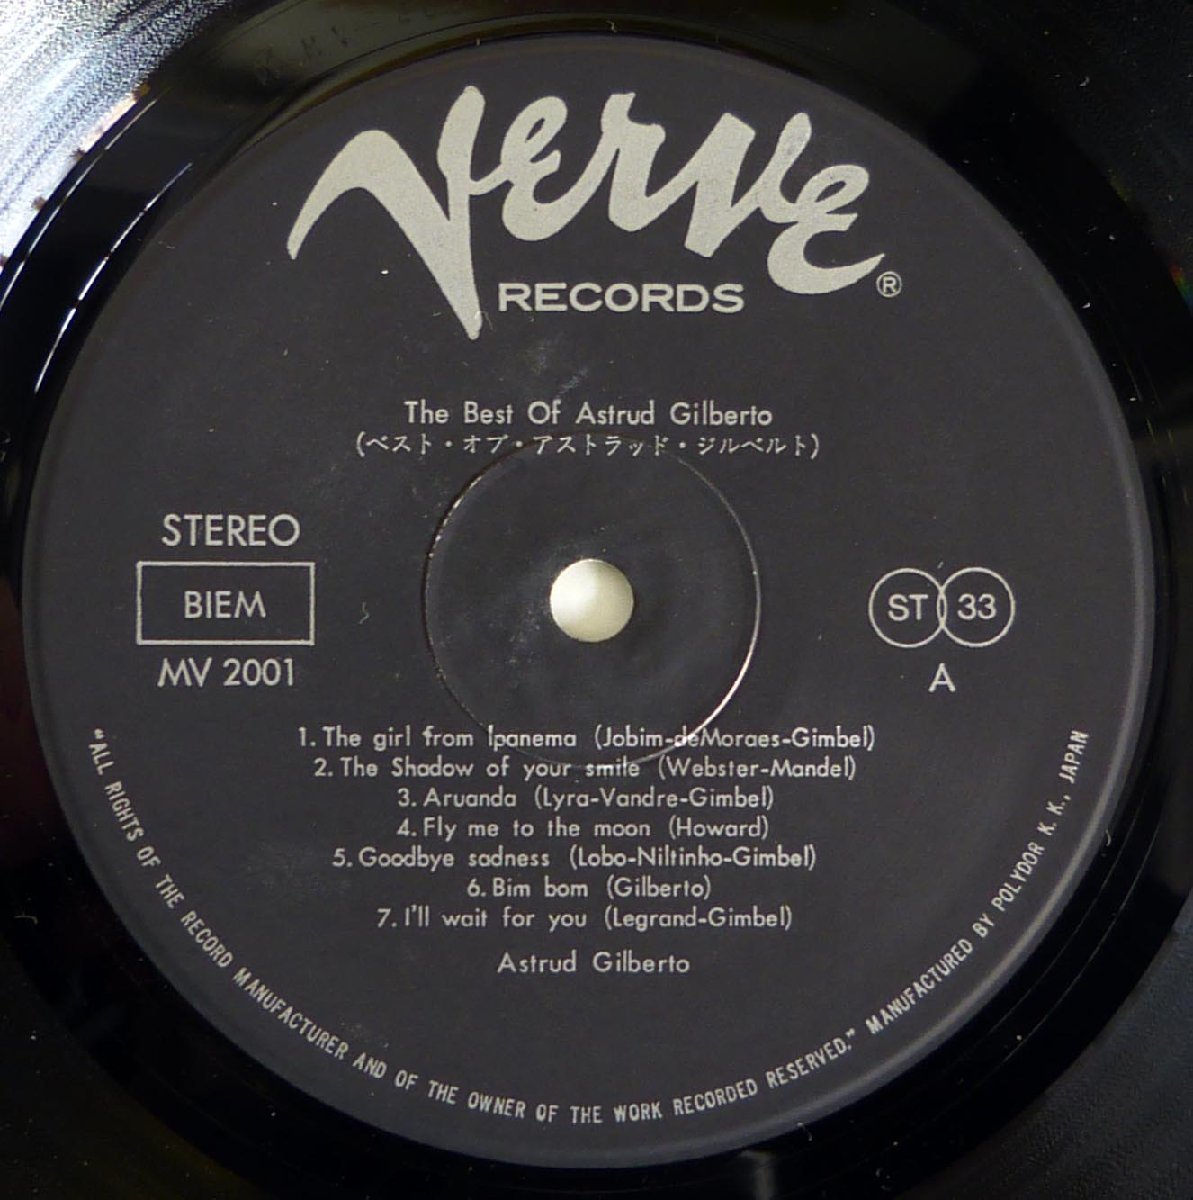 Verve
RECORDS ®
The Best Of Astrud Gilberto
(ベスト・オブ・アストラッド・ジルベルト)
STEREO
BIEM
MV 2001
ST 33
A
1. The girl from Ipanema (Jobim-deMoraes-Gimbel)
2. The Shadow of your smile (Webster-Mandel)
3. Aruanda (Lyra-Vandre-Gimbel)
4. Fly me to the moon (Howard)
5. Goodbye sadness (Lobo-Niltinho-Gimbel)
6. Bim bom (Gilberto)
7. I'll wait for you (Legrand-Gimbel)
Astrud Gilberto
"ALL RIGHTS OF THE RECORD MANUFACTURER AND OF THE OWNER OF THE WORK RECORDED RESERVED." MANUFACTURED BY POLYDOR K. K., JAPAN